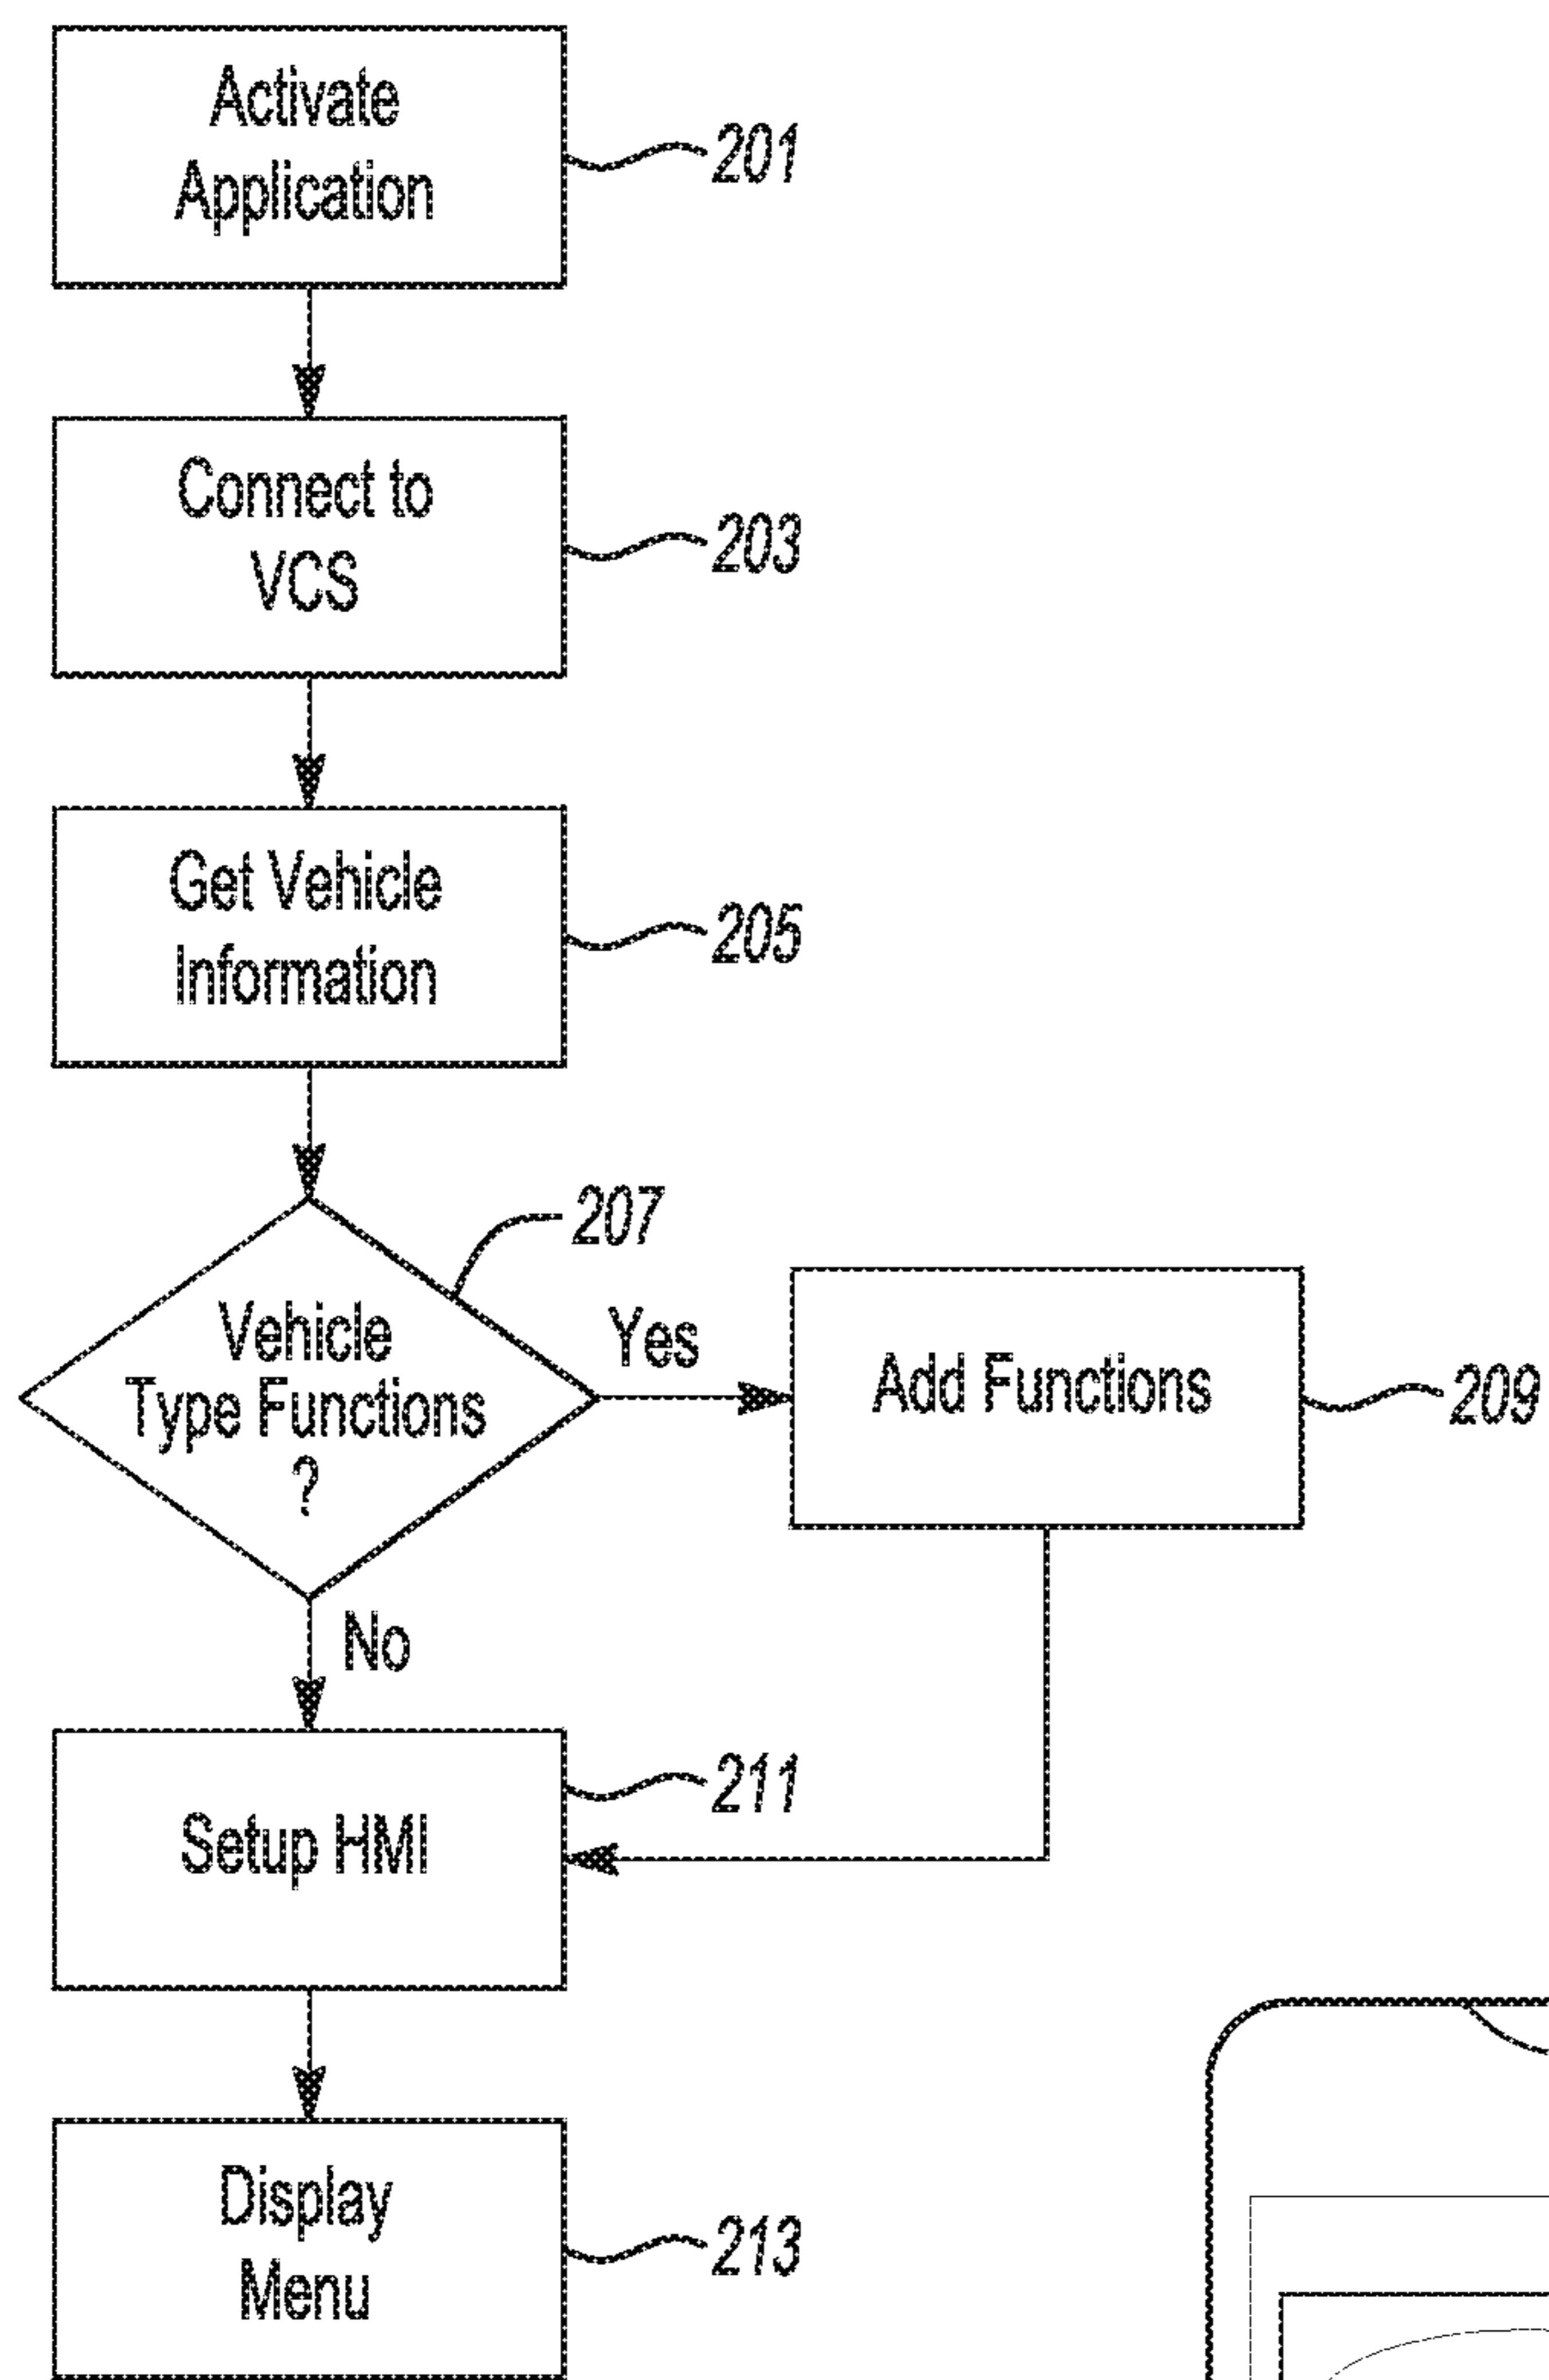 Activate
Application
201
Connect to
VCS
203
Get Vehicle
Information
205
207
Vehicle
Type Functions
?
Yes
Add Functions
209
No
211
Setup HMI
Display
Menu
213